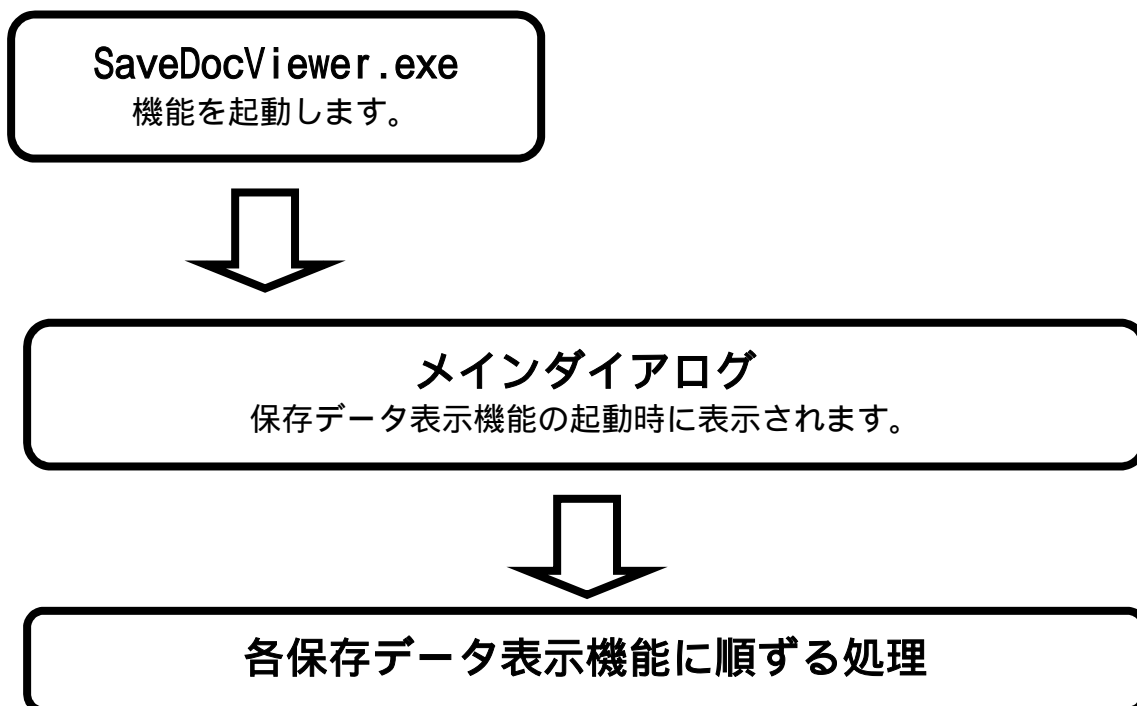 SaveDocViewer.exe
機能を起動します。
メインダイアログ
保存データ表示機能の起動時に表示されます。
各保存データ表示機能に順ずる処理